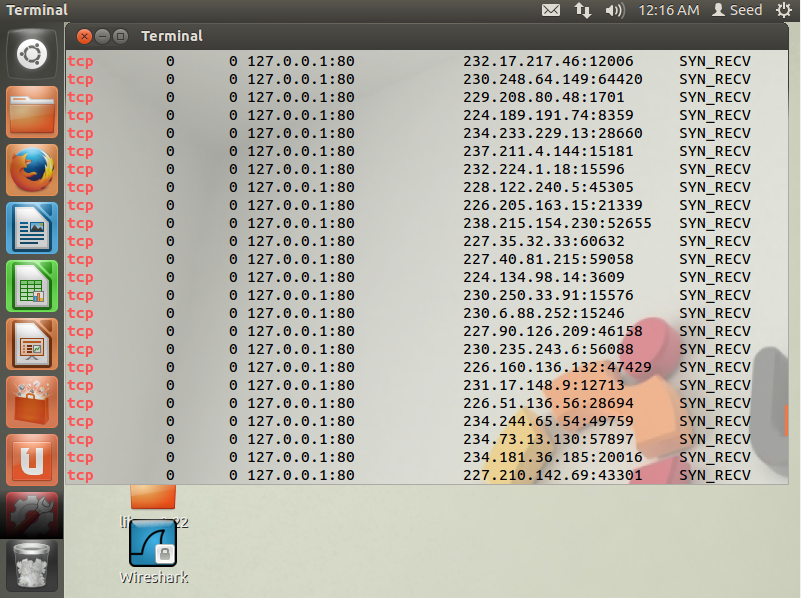 Terminal 12:16 AM Seed
Terminal
tcp 0 0 127.0.0.1:80 232.17.217.46:12006 SYN_RECV
tcp 0 0 127.0.0.1:80 230.248.64.149:64420 SYN_RECV
tcp 0 0 127.0.0.1:80 229.208.80.48:1701 SYN_RECV
tcp 0 0 127.0.0.1:80 224.189.191.74:8359 SYN_RECV
tcp 0 0 127.0.0.1:80 234.233.229.13:28660 SYN_RECV
tcp 0 0 127.0.0.1:80 237.211.4.144:15181 SYN_RECV
tcp 0 0 127.0.0.1:80 232.224.1.18:15596 SYN_RECV
tcp 0 0 127.0.0.1:80 228.122.240.5:45305 SYN_RECV
tcp 0 0 127.0.0.1:80 226.205.163.15:21339 SYN_RECV
tcp 0 0 127.0.0.1:80 238.215.154.230:52655 SYN_RECV
tcp 0 0 127.0.0.1:80 227.35.32.33:60632 SYN_RECV
tcp 0 0 127.0.0.1:80 227.40.81.215:59058 SYN_RECV
tcp 0 0 127.0.0.1:80 224.134.98.14:3609 SYN_RECV
tcp 0 0 127.0.0.1:80 230.250.33.91:15576 SYN_RECV
tcp 0 0 127.0.0.1:80 230.6.88.252:15246 SYN_RECV
tcp 0 0 127.0.0.1:80 227.90.126.209:46158 SYN_RECV
tcp 0 0 127.0.0.1:80 230.235.243.6:56088 SYN_RECV
tcp 0 0 127.0.0.1:80 226.160.136.132:47429 SYN_RECV
tcp 0 0 127.0.0.1:80 231.17.148.9:12713 SYN_RECV
tcp 0 0 127.0.0.1:80 226.51.136.56:28694 SYN_RECV
tcp 0 0 127.0.0.1:80 234.244.65.54:49759 SYN_RECV
tcp 0 0 127.0.0.1:80 234.73.13.130:57897 SYN_RECV
tcp 0 0 127.0.0.1:80 234.181.36.185:20016 SYN_RECV
tcp 0 0 127.0.0.1:80 227.210.142.69:43301 SYN_RECV
Wireshark